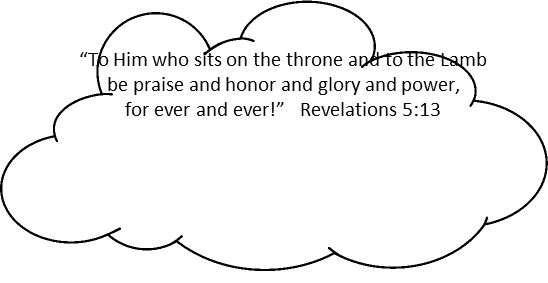 “To Him who sits on the throne and to the Lamb
be praise and honor and glory and power,
for ever and ever!”   Revelations 5:13